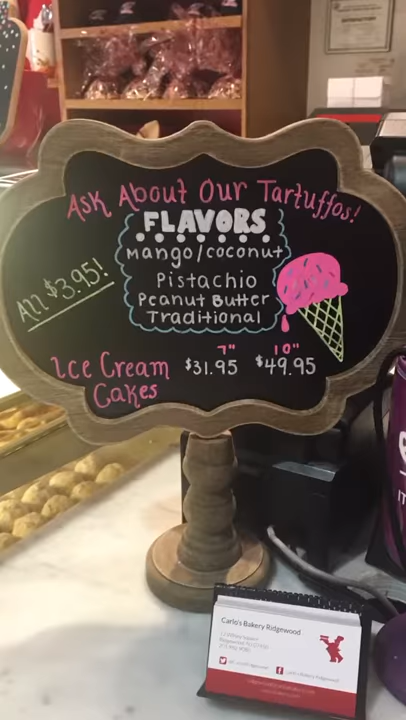 Ask About Our Tartuffos!
FLAVORS
Mango/coconut
Pistachio
Peanut Butter
Traditional
All $3.95!
Ice Cream Cakes
7" 10"
$31.95 $49.95
Carlo's Bakery Ridgewood